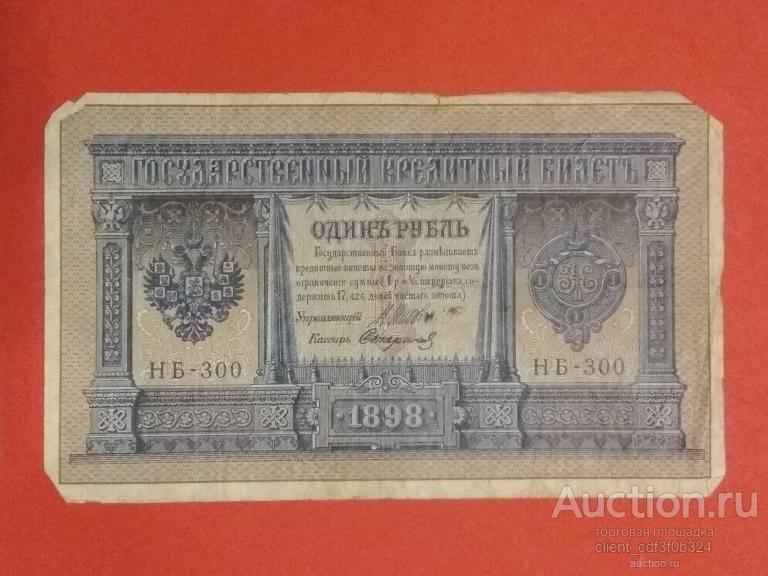 ГОСУДАРСТВЕННЫЙ КРЕДИТНЫЙ БИЛЕТЪ
ОДИНЪ РУБЛЬ
Государственный Банкъ размѣниваетъ
кредитные билеты на золотую монету безъ
ограниченія суммы (1 р.= 1/15 имперіала, со-
держитъ 17,424 долей чистаго золота).
Управляющій
Кассиръ
НБ-300
НБ-300
1898
Auction.ru
торговая площадка
client_cdf3f0b324
auction.ru